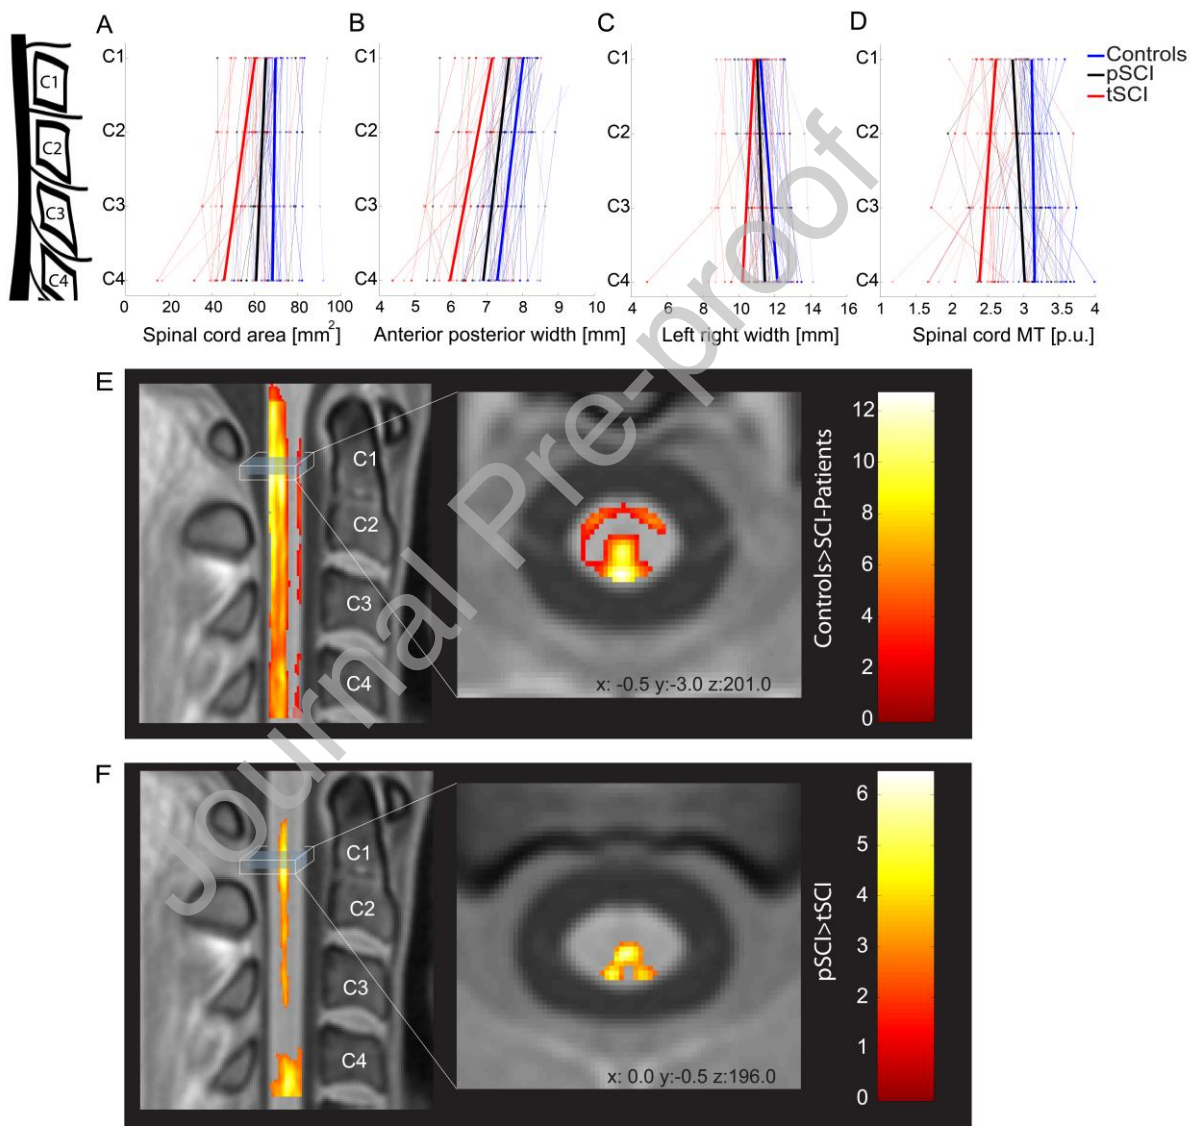 A
B
C
D
C1
C2
C3
C4
C1
C2
C3
C4
0 20 40 60 80 100
Spinal cord area [mm²]
C1
C2
C3
C4
4 5 6 7 8 9 10
Anterior posterior width [mm]
C1
C2
C3
C4
4 6 8 10 12 14 16
Left right width [mm]
C1
C2
C3
C4
1 1.5 2 2.5 3 3.5 4
Spinal cord MT [p.u.]
Controls
pSCI
tSCI
Journal Pre-proof
E
C1
C2
C3
C4
x: -0.5 y:-3.0 z:201.0
Controls>SCI-Patients
12
10
8
6
4
2
0
F
C1
C2
C3
C4
x: 0.0 y:-0.5 z:196.0
pSCI>tSCI
6
5
4
3
2
1
0